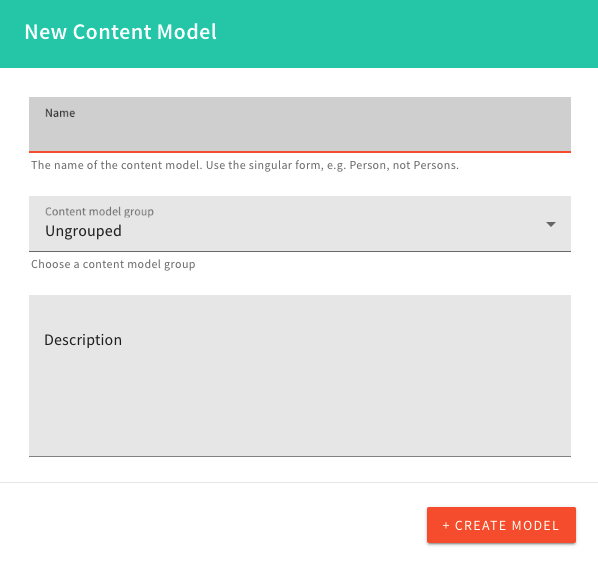 New Content Model
Name
The name of the content model. Use the singular form, e.g. Person, not Persons.
Content model group
Ungrouped
Choose a content model group
Description
+ CREATE MODEL